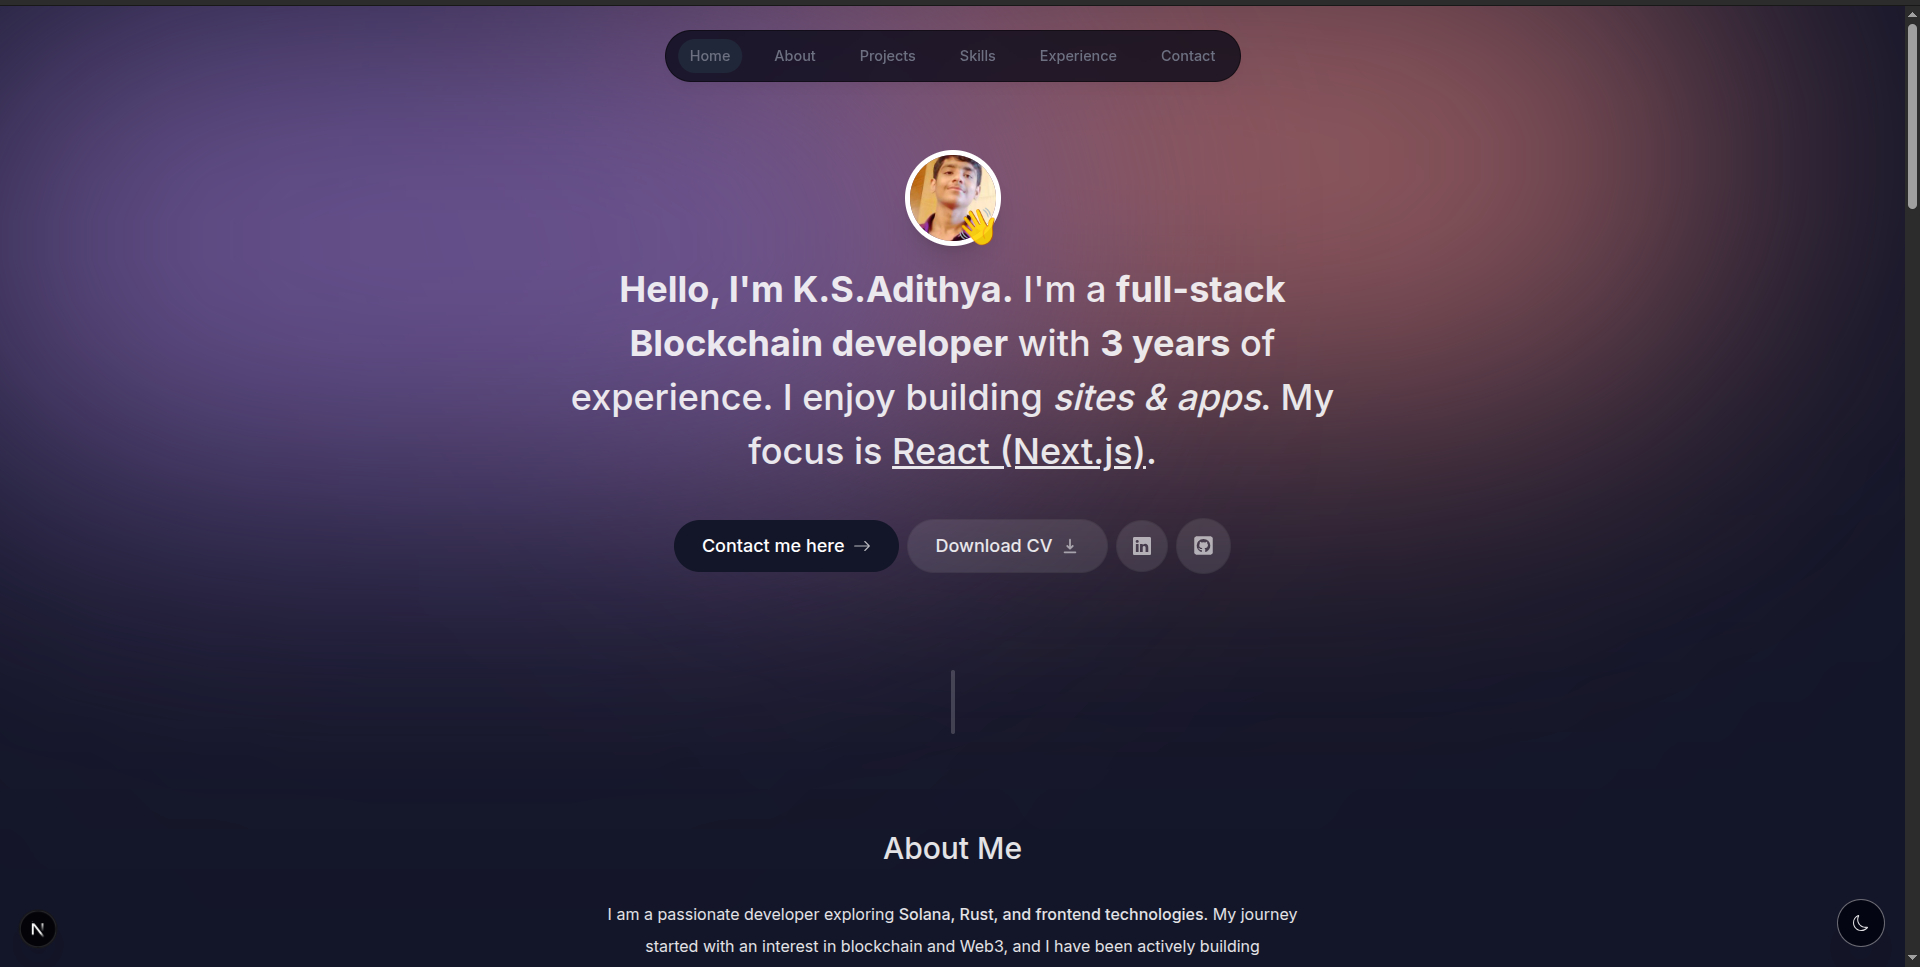 Home About Projects Skills Experience Contact
Hello, I'm K.S.Adithya. I'm a full-stack
Blockchain developer with 3 years of
experience. I enjoy building sites & apps. My
focus is React (Next.js).
Contact me here Download CV in
About Me
I am a passionate developer exploring Solana, Rust, and frontend technologies. My journey
started with an interest in blockchain and Web3, and I have been actively building
N